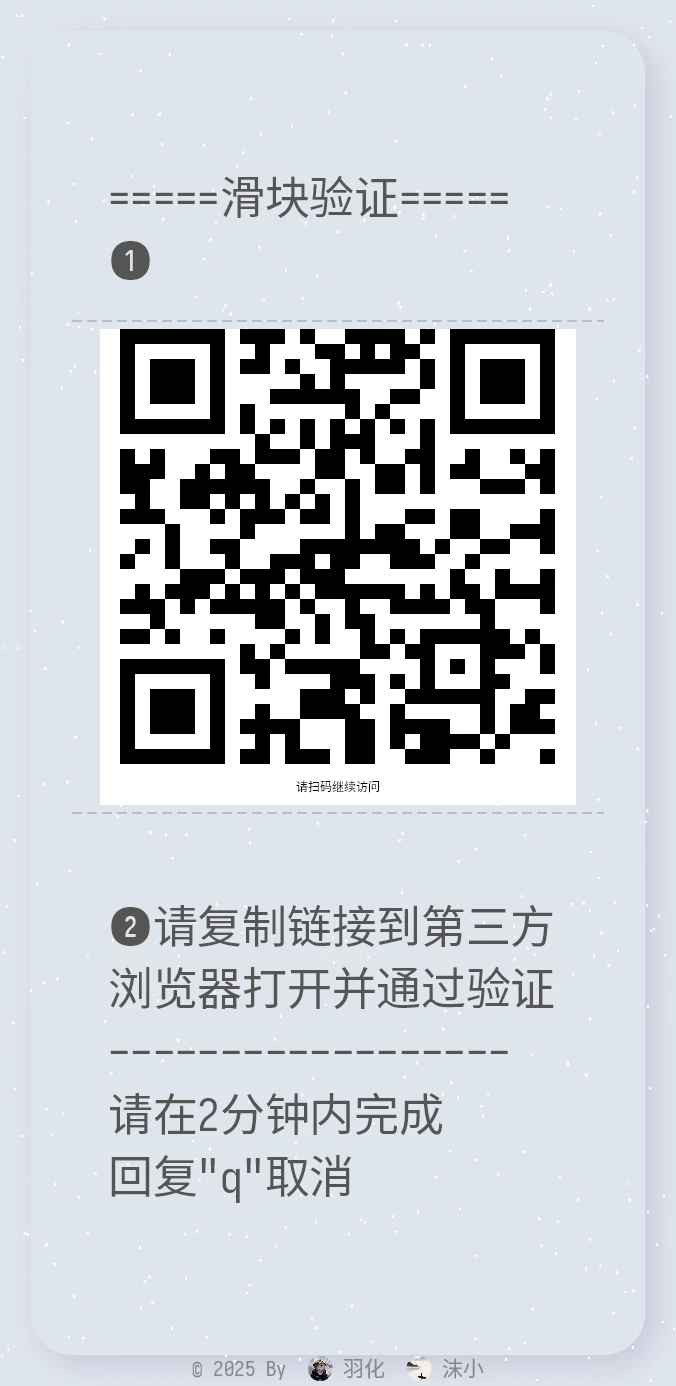 =====滑块验证=====
❶
请扫码继续访问
❷请复制链接到第三方
浏览器打开并通过验证
------------------
请在2分钟内完成
回复"q"取消
© 2025 By 羽化 沫小